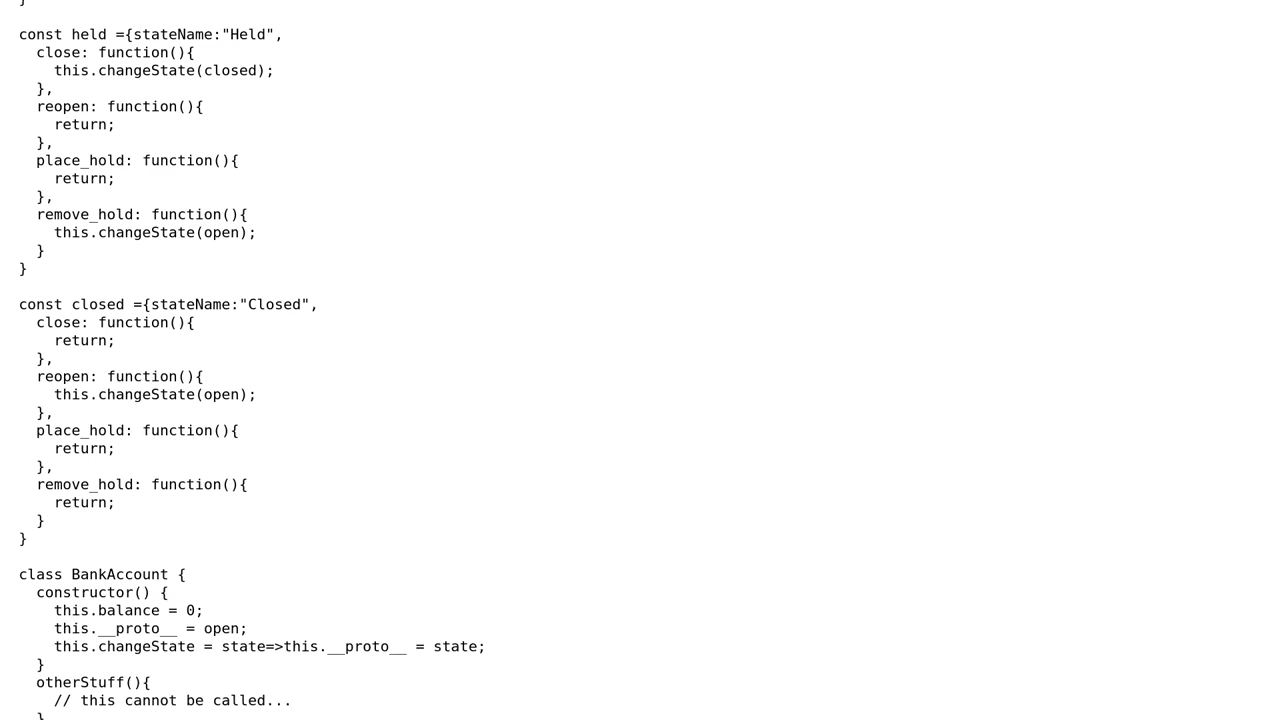 }
const held ={stateName:"Held",
  close: function(){
    this.changeState(closed);
  },
  reopen: function(){
    return;
  },
  place_hold: function(){
    return;
  },
  remove_hold: function(){
    this.changeState(open);
  }
}
const closed ={stateName:"Closed",
  close: function(){
    return;
  },
  reopen: function(){
    this.changeState(open);
  },
  place_hold: function(){
    return;
  },
  remove_hold: function(){
    return;
  }
}
class BankAccount {
  constructor() {
    this.balance = 0;
    this.__proto__ = open;
    this.changeState = state=>this.__proto__ = state;
  }
  otherStuff(){
    // this cannot be called...
  }